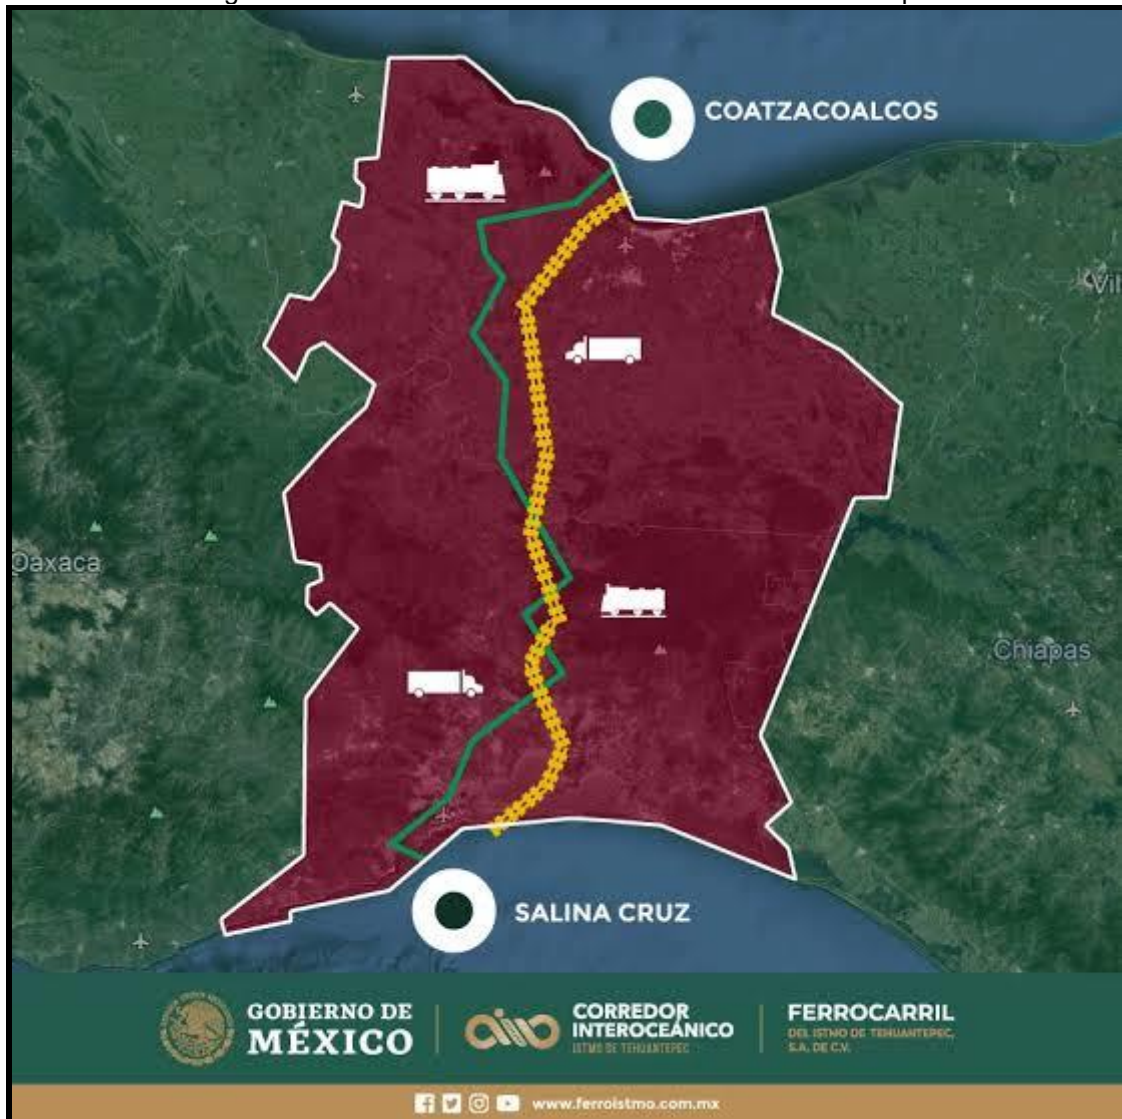 COATZACOALCOS
Vil
Oaxaca
Chiapas
SALINA CRUZ
GOBIERNO DE
MÉXICO
CORREDOR
INTEROCEÁNICO
ISTMO DE TEHUANTEPEC
FERROCARRIL
DEL ISTMO DE TEHUANTEPEC,
S.A. DE C.V.
www.ferroistmo.com.mx